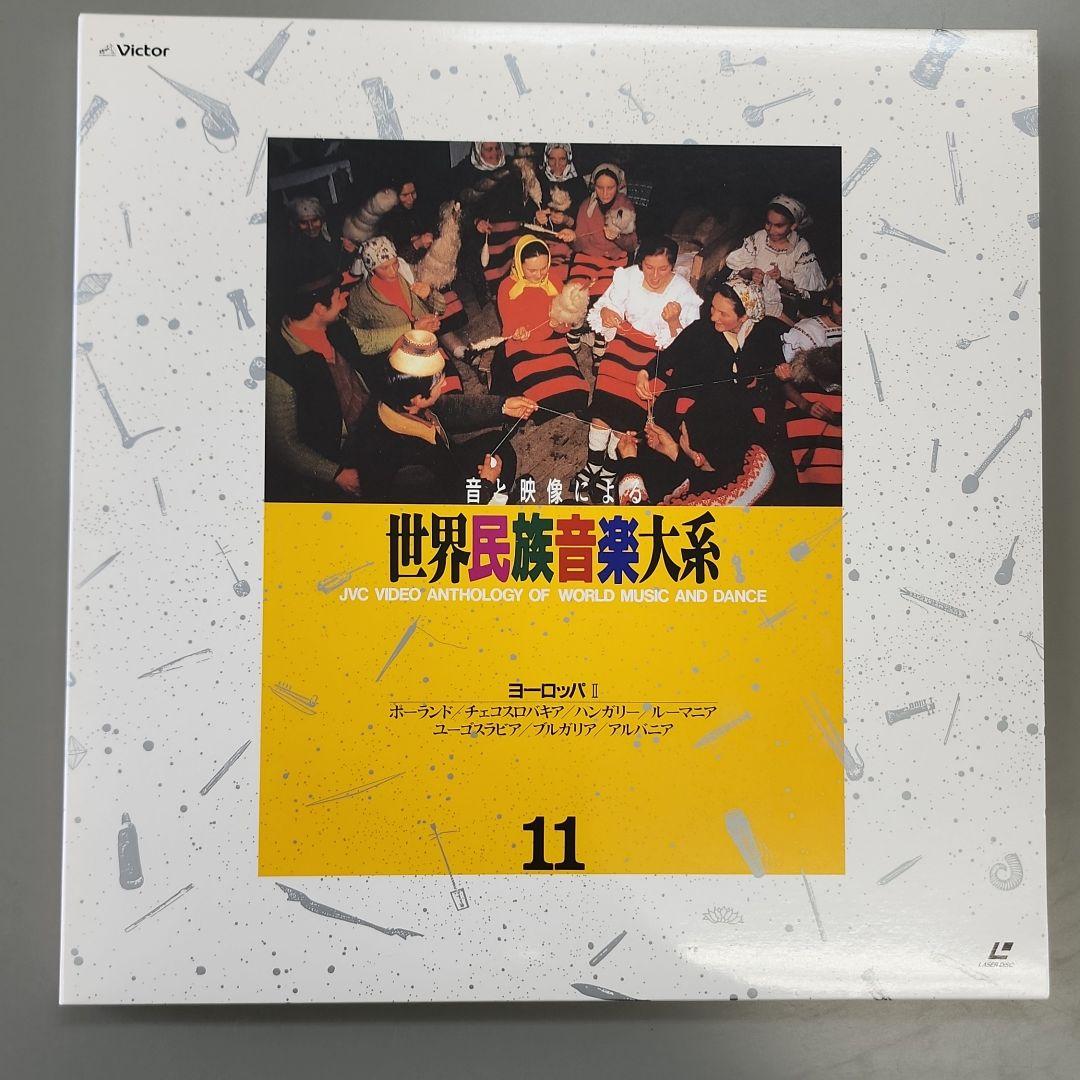 Victor
音と映像による
世界民族音楽大系
JVC VIDEO ANTHOLOGY OF WORLD MUSIC AND DANCE
ヨーロッパ II
ポーランド/チェコスロバキア/ハンガリー/ルーマニア
ユーゴスラビア/ブルガリア/アルバニア
11
LASER DISC